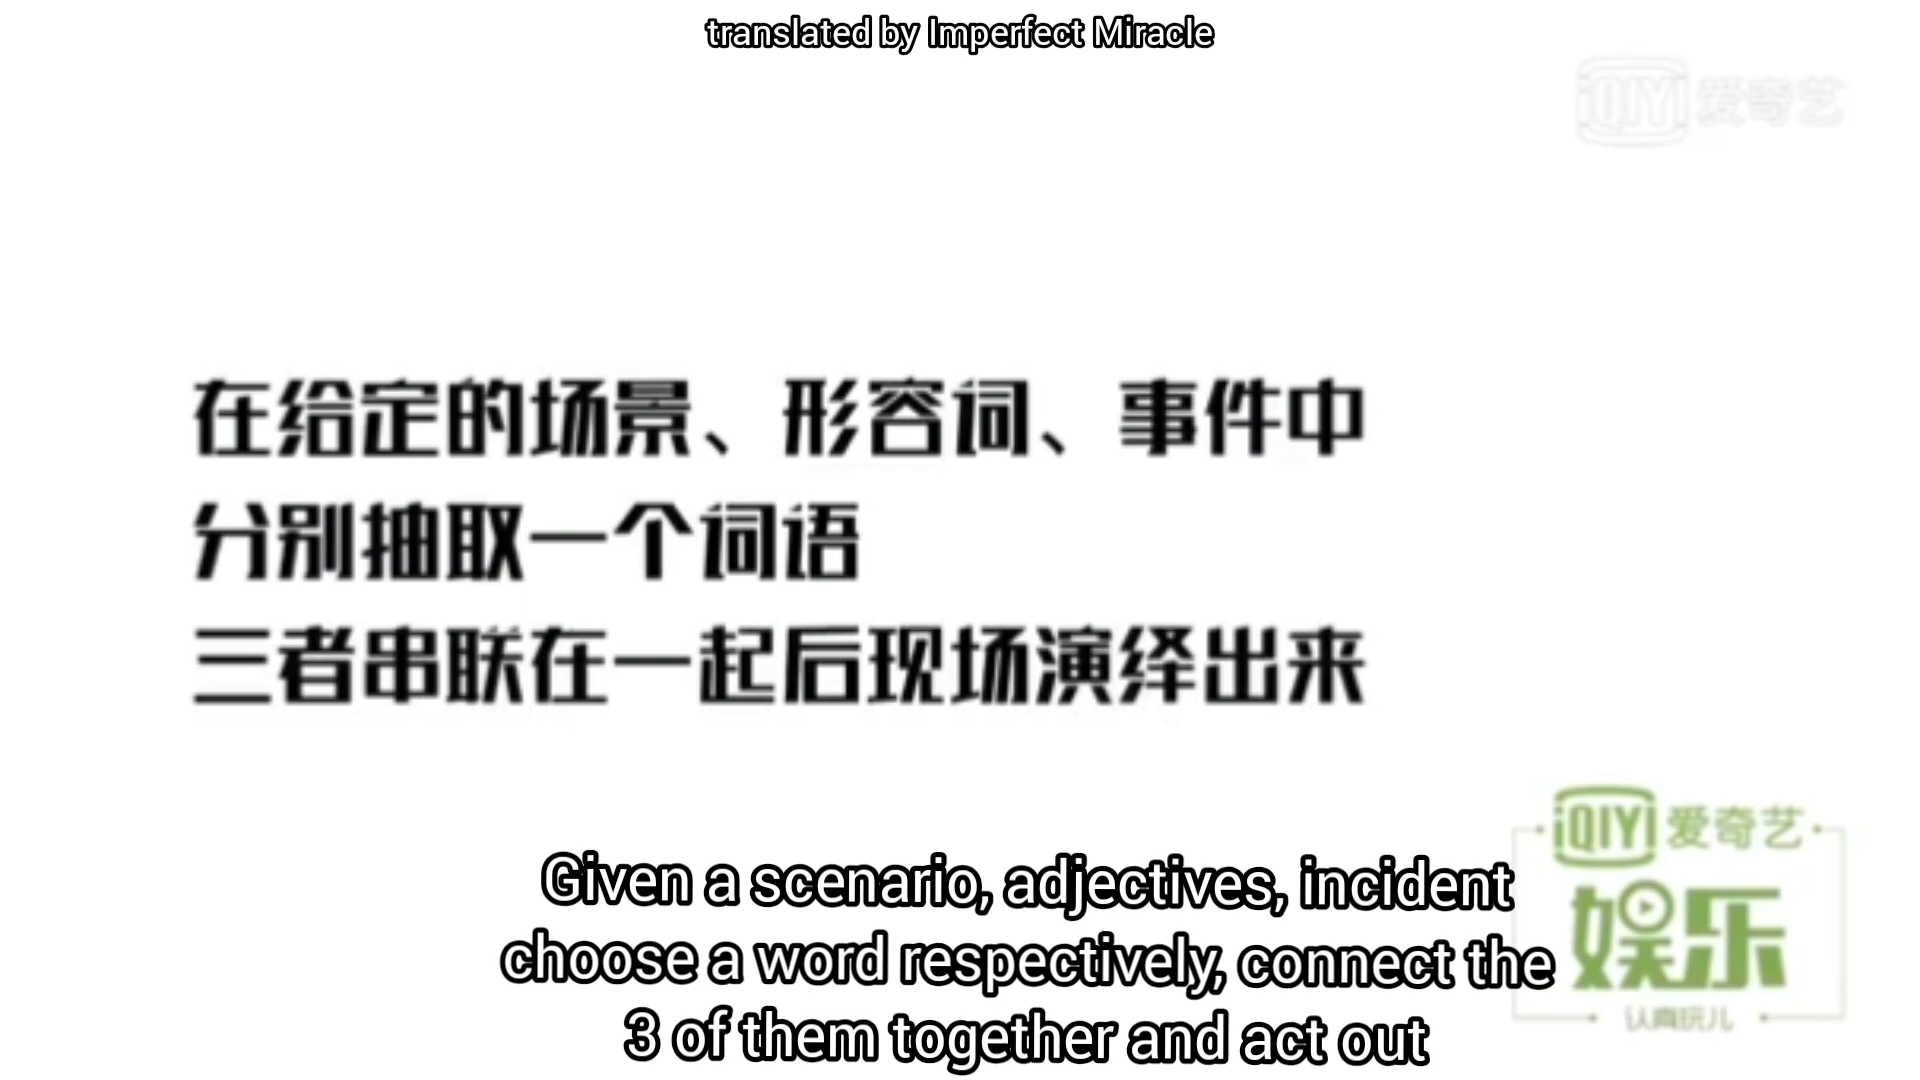 translated by Imperfect Miracle
iQIYI 爱奇艺
在给定的场景、形容词、事件中
分别抽取一个词语
三者串联在一起后现场演绎出来
iQIYI 爱奇艺
娱乐
认真玩儿
Given a scenario, adjectives, incident
choose a word respectively, connect the
3 of them together and act out